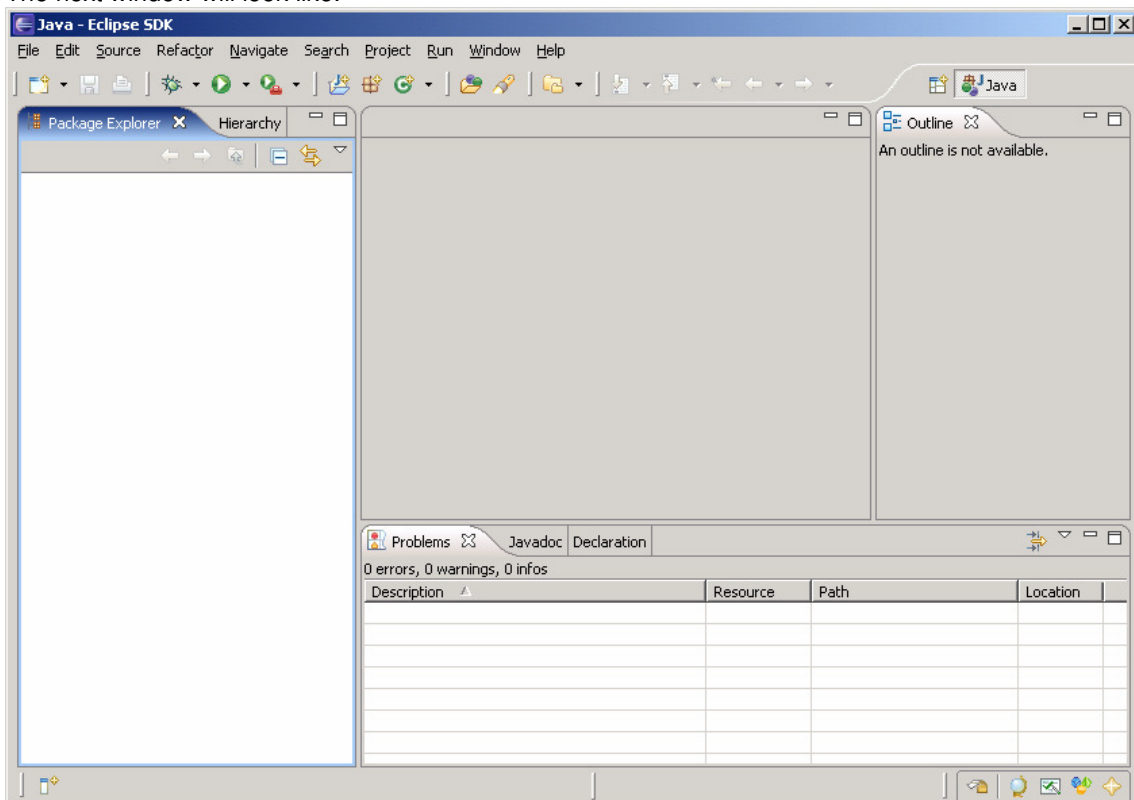 The next window will look like:
Java - Eclipse SDK
File Edit Source Refactor Navigate Search Project Run Window Help
Java
Package Explorer Hierarchy
Outline
An outline is not available.
Problems Javadoc Declaration
0 errors, 0 warnings, 0 infos
Description Resource Path Location